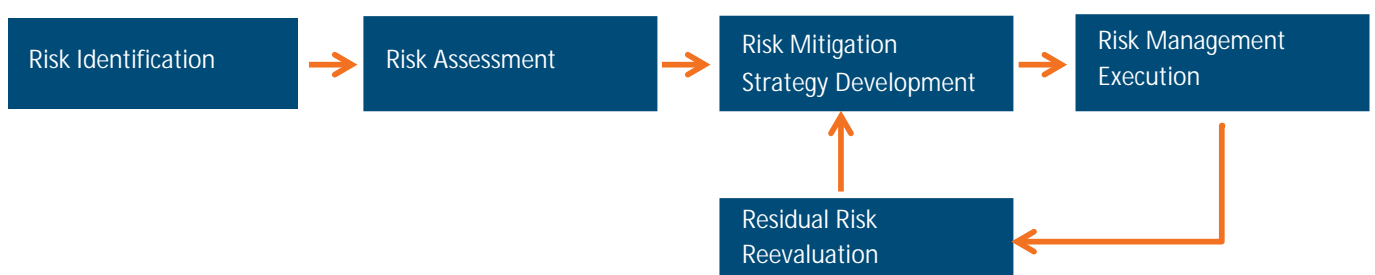 Risk Identification
Risk Assessment
Risk Mitigation
Strategy Development
Risk Management
Execution
Residual Risk
Reevaluation